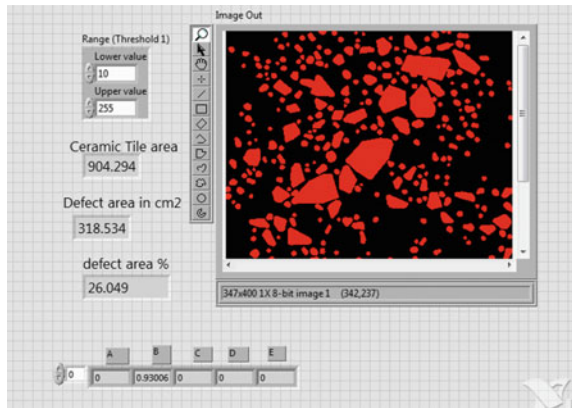 Image Out
Range (Threshold 1)
Lower value
10
Upper value
255
Ceramic Tile area
904.294
Defect area in cm2
318.534
defect area %
26.049
347x400 1X 8-bit image 1 (342,237)
A B C D E
0 0 0.93006 0 0 0